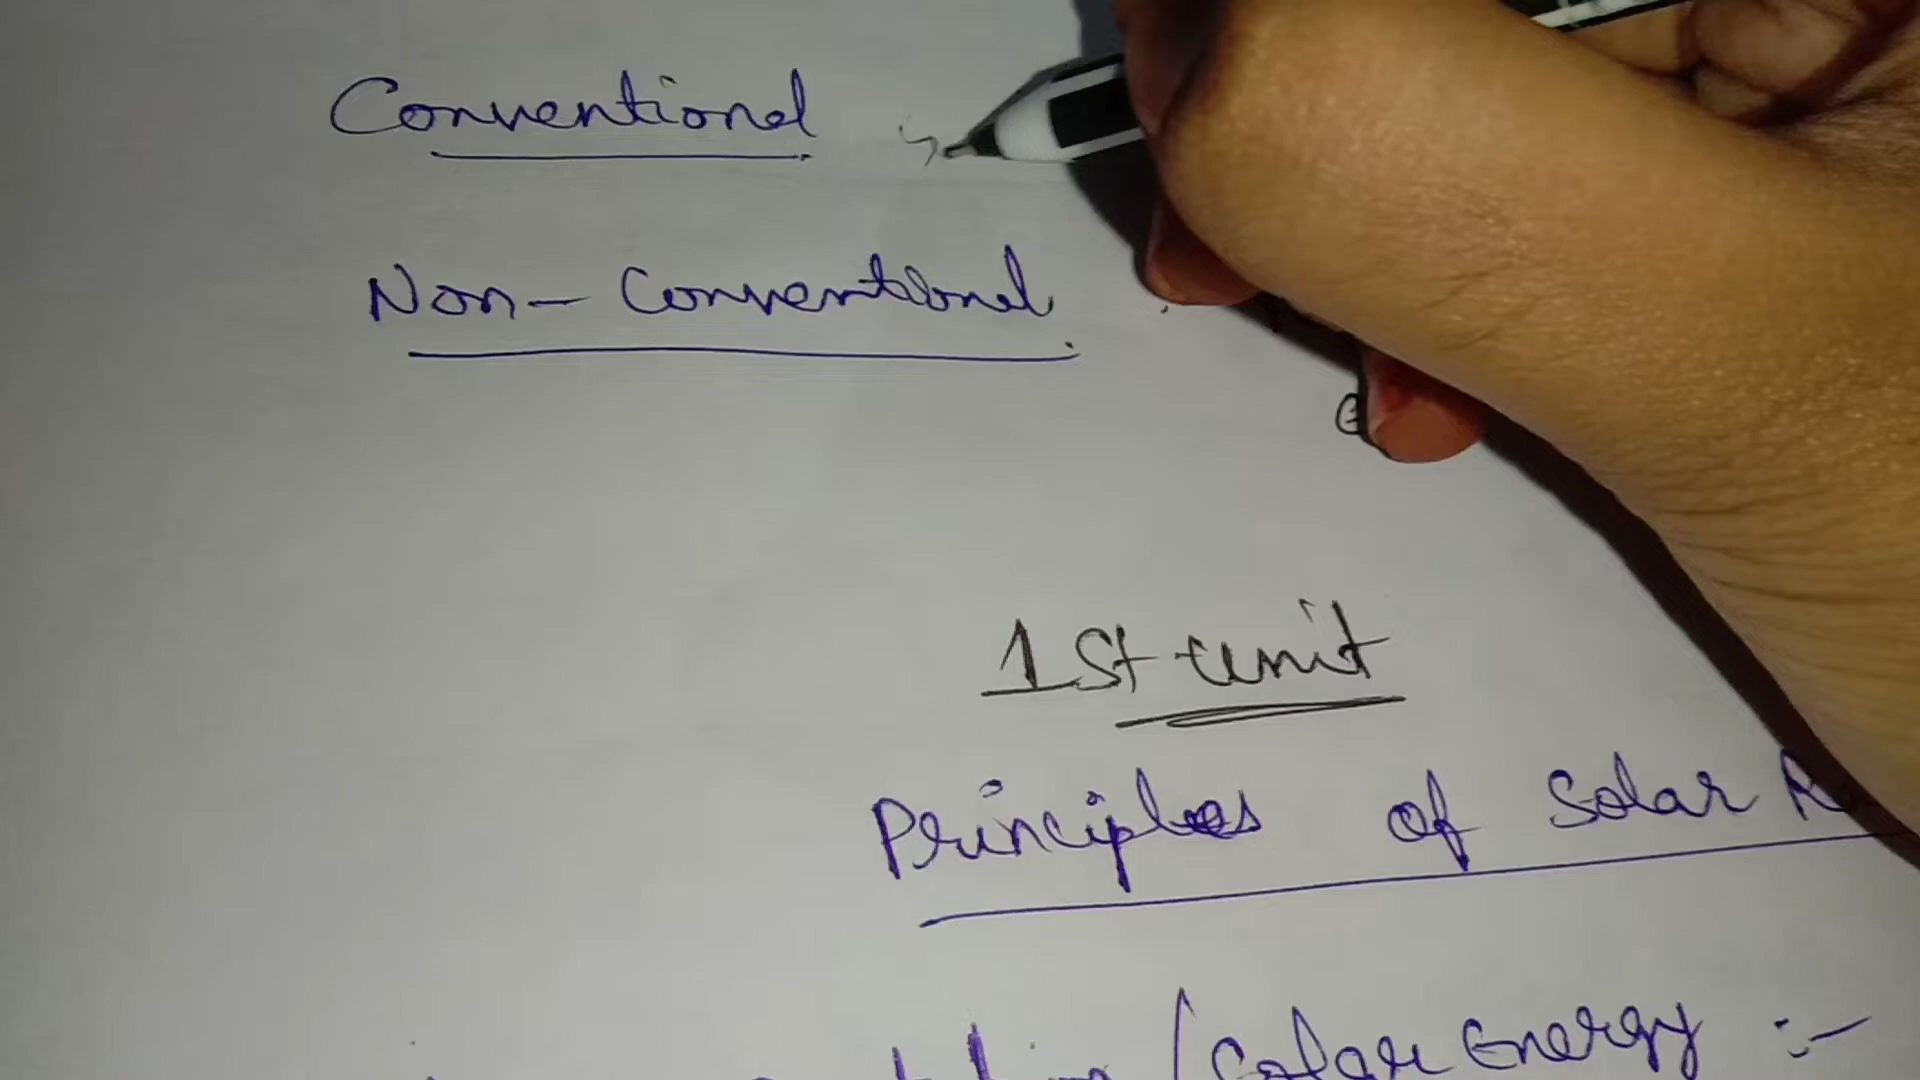 Conventional
Non-Conventional
1st unit
Principles of Solar
/Solar Energy :-